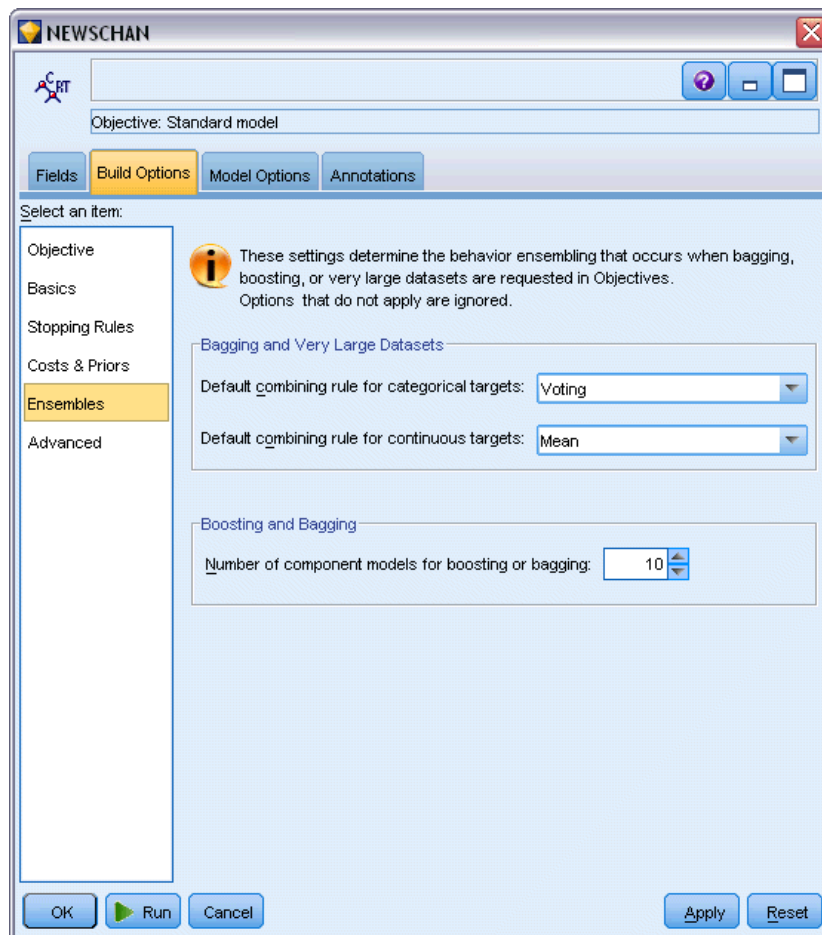 NEWSCHAN
C
A RT
Objective: Standard model
Fields Build Options Model Options Annotations
Select an item:
Objective
Basics
Stopping Rules
Costs & Priors
Ensembles
Advanced
These settings determine the behavior ensembling that occurs when bagging,
boosting, or very large datasets are requested in Objectives.
Options that do not apply are ignored.
Bagging and Very Large Datasets
Default combining rule for categorical targets: Voting
Default combining rule for continuous targets: Mean
Boosting and Bagging
Number of component models for boosting or bagging: 10
OK Run Cancel Apply Reset